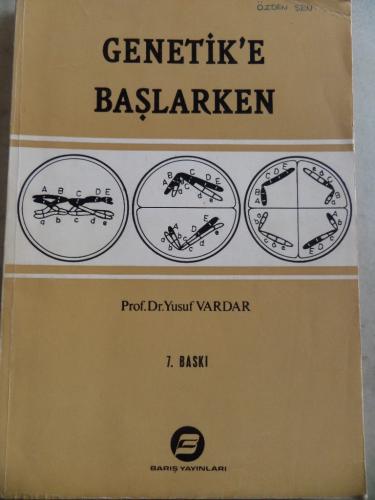 ÖZDEN ŞEN
GENETİK'E
BAŞLARKEN
A B C D E
a b c d e
Prof.Dr.Yusuf VARDAR
7. BASKI
BARIŞ YAYINLARI